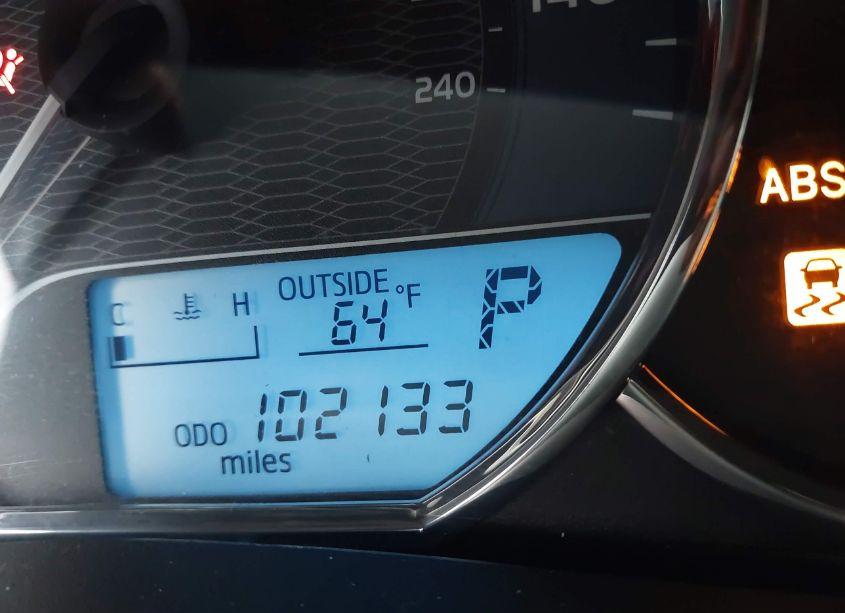 240
ABS
OUTSIDE
C H 64 °F P
ODO 102133
miles